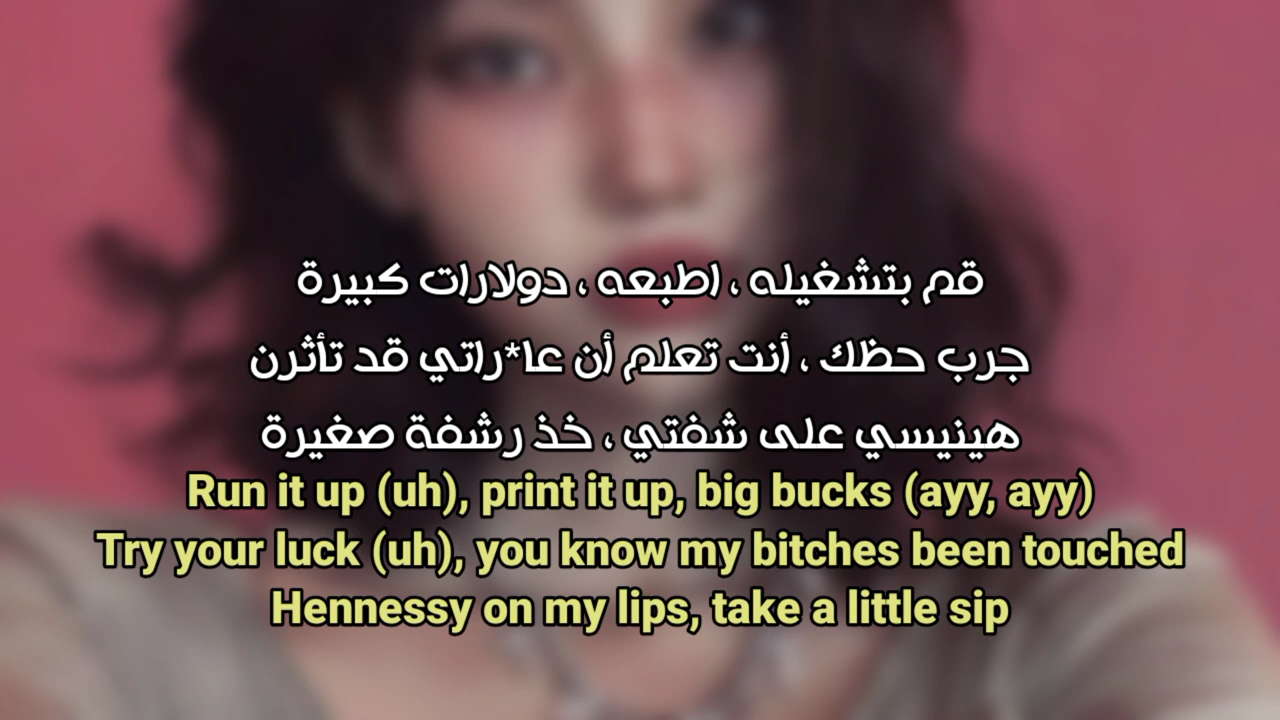 قم بتشغيله ، اطبعه ، دولارات كبيرة
جرب حظك ، أنت تعلم أن عا*راتي قد تأثرن
هينيسي على شفتي ، خذ رشفة صغيرة
Run it up (uh), print it up, big bucks (ayy, ayy)
Try your luck (uh), you know my bitches been touched
Hennessy on my lips, take a little sip